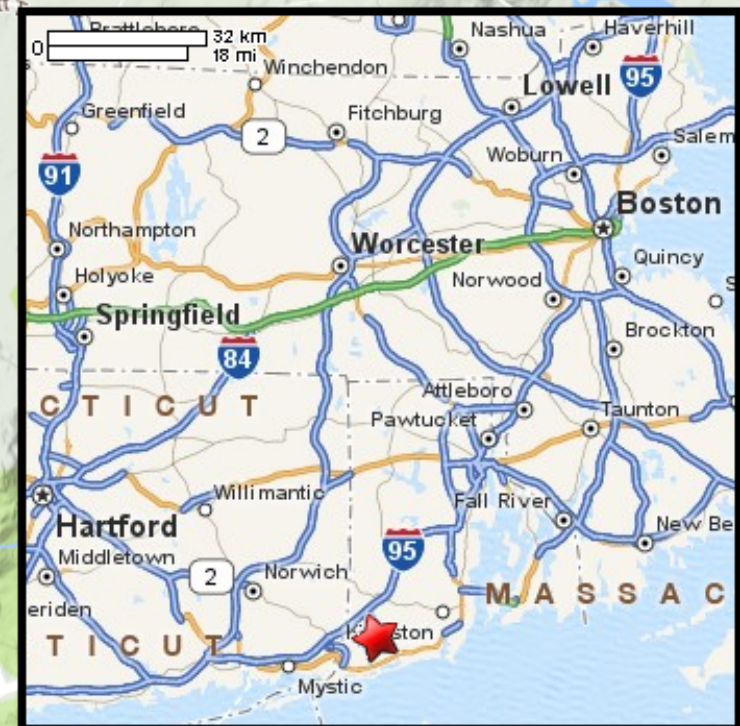 Brattleboro
0
32 km
18 mi
Nashua
Haverhill
Winchendon
Lowell
95
Greenfield
Fitchburg
2
Salem
Woburn
91
Boston
Northampton
Worcester
Quincy
Holyoke
Norwood
Springfield
Brockton
84
CTICUT
Attleboro
Pawtucket
Taunton
Willimantic
Fall River
Hartford
New Be
95
Middletown
2
Norwich
MASSAC
eriden
TICUT
Mystic